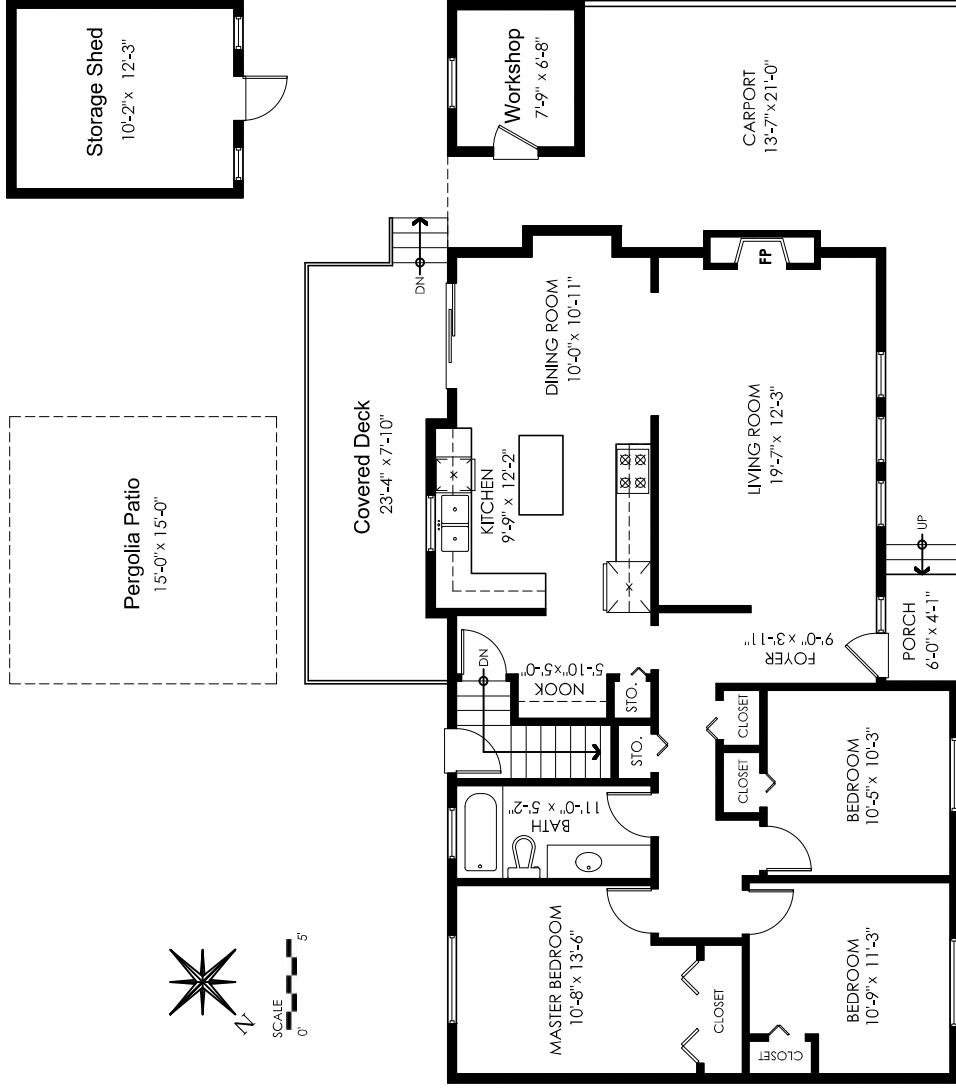 Storage Shed
10'-2" x 12'-3"
Workshop
7'-9" x 6'-8"
CARPORT
13'-7" x 21'-0"
Pergolia Patio
15'-0" x 15'-0"
Covered Deck
23'-4" x 7'-10"
DN
DINING ROOM
10'-0" x 10'-11"
FP
KITCHEN
9'-9" x 12'-2"
LIVING ROOM
19'-7" x 12'-3"
UP
PORCH
6'-0" x 4'-1"
FOYER
9'-0" x 3'-11"
DN
NOOK
5'-10" x 5'-0"
STO.
STO.
CLOSET
CLOSET
BATH
11'-0" x 5'-2"
BEDROOM
10'-5" x 10'-3"
MASTER BEDROOM
10'-8" x 13'-6"
CLOSET
BEDROOM
10'-9" x 11'-3"
CLOSET
N
SCALE
0' 5'